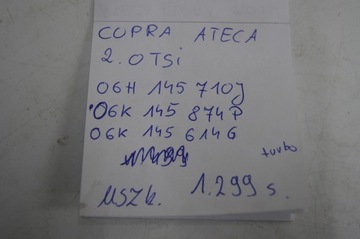 CUPRA ATECA
2.0TSi
06H 145 710J
06K 145 874P
06K 145 614G
turbo
USZK. 1.299 s.